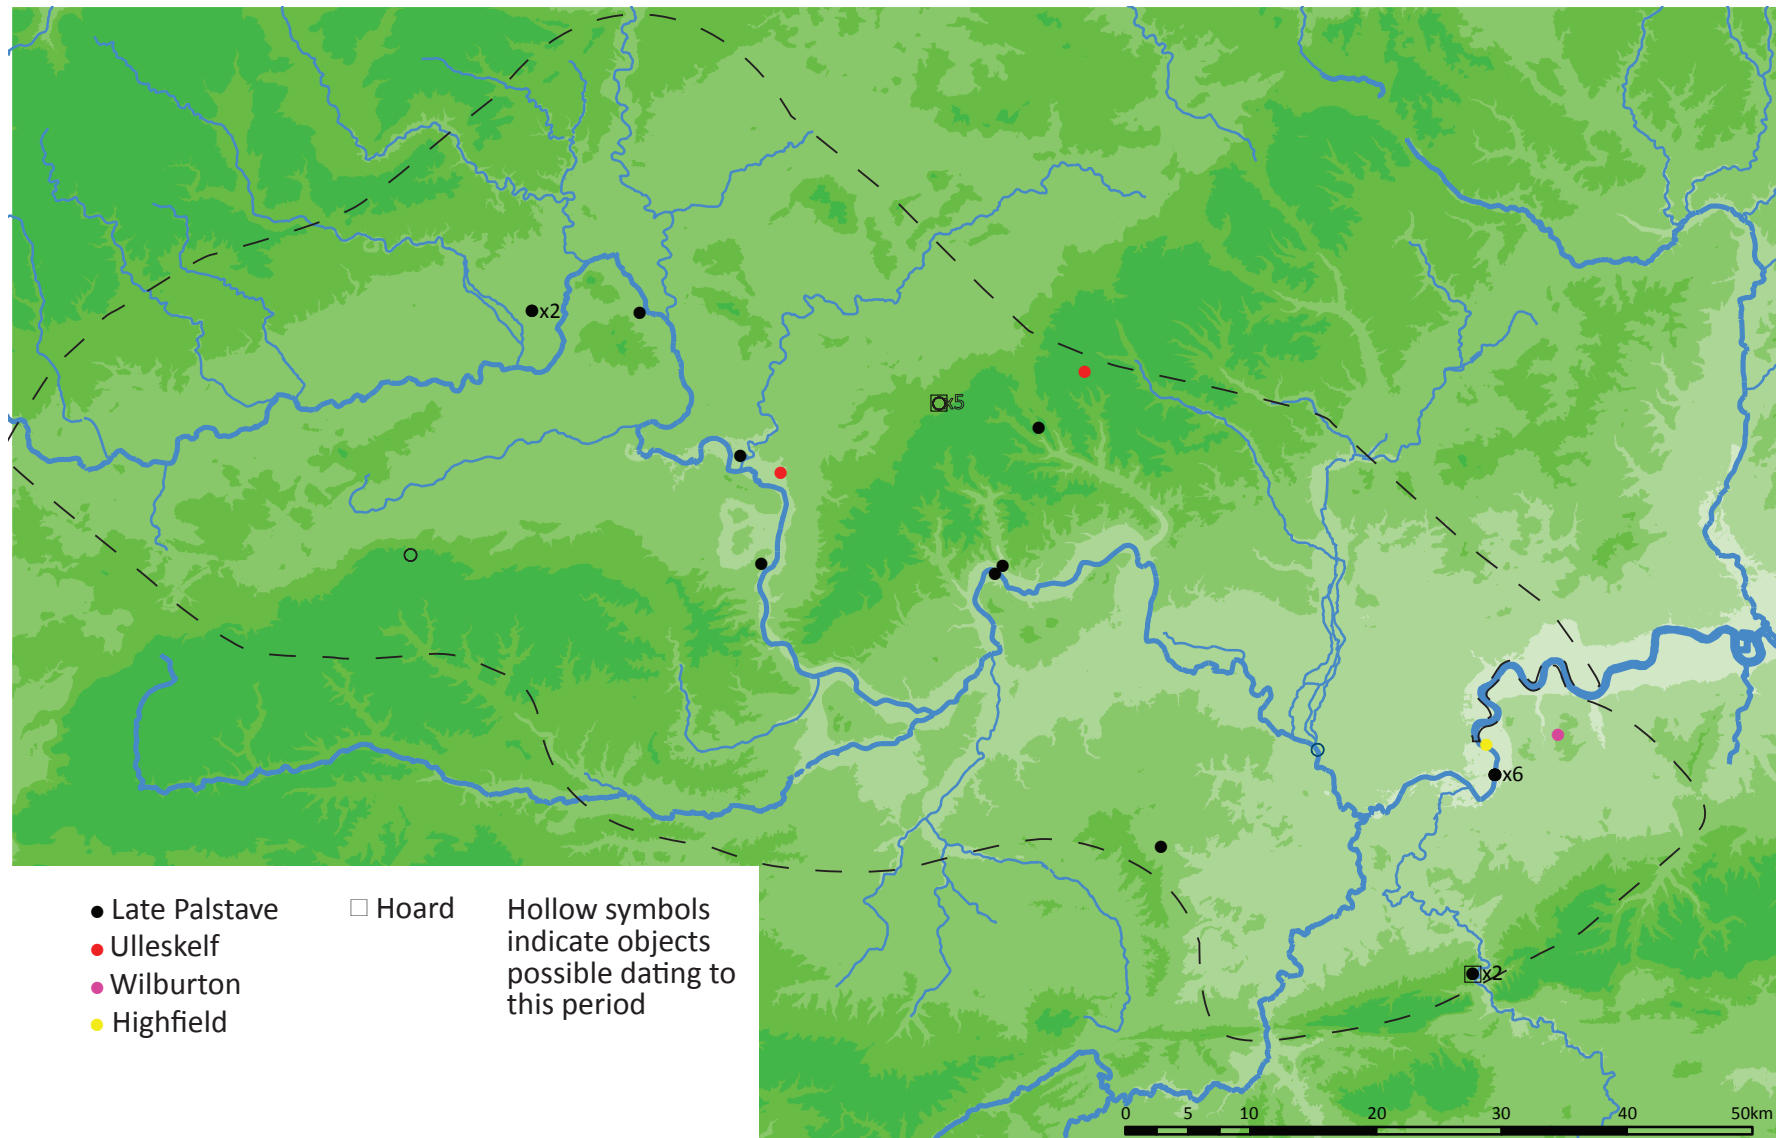 x2
x5
x6
x2
Late Palstave
Ulleskelf
Wilburton
Highfield
Hoard
Hollow symbols
indicate objects
possible dating to
this period
0 5 10 20 30 40 50km